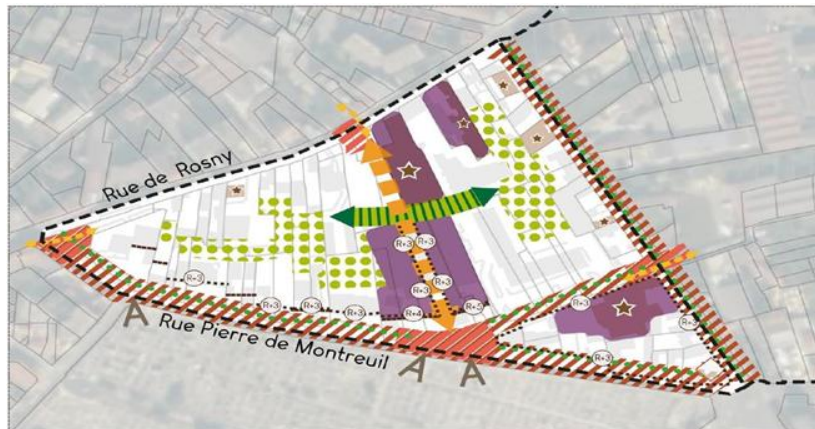 Rue de Rosny
R+3
R+3
R+3
R+3
R+3
R+3
R+3
R+3
R+4
R+5
R+3
R+3
R+3
Rue Pierre de Montreuil
A
A
A